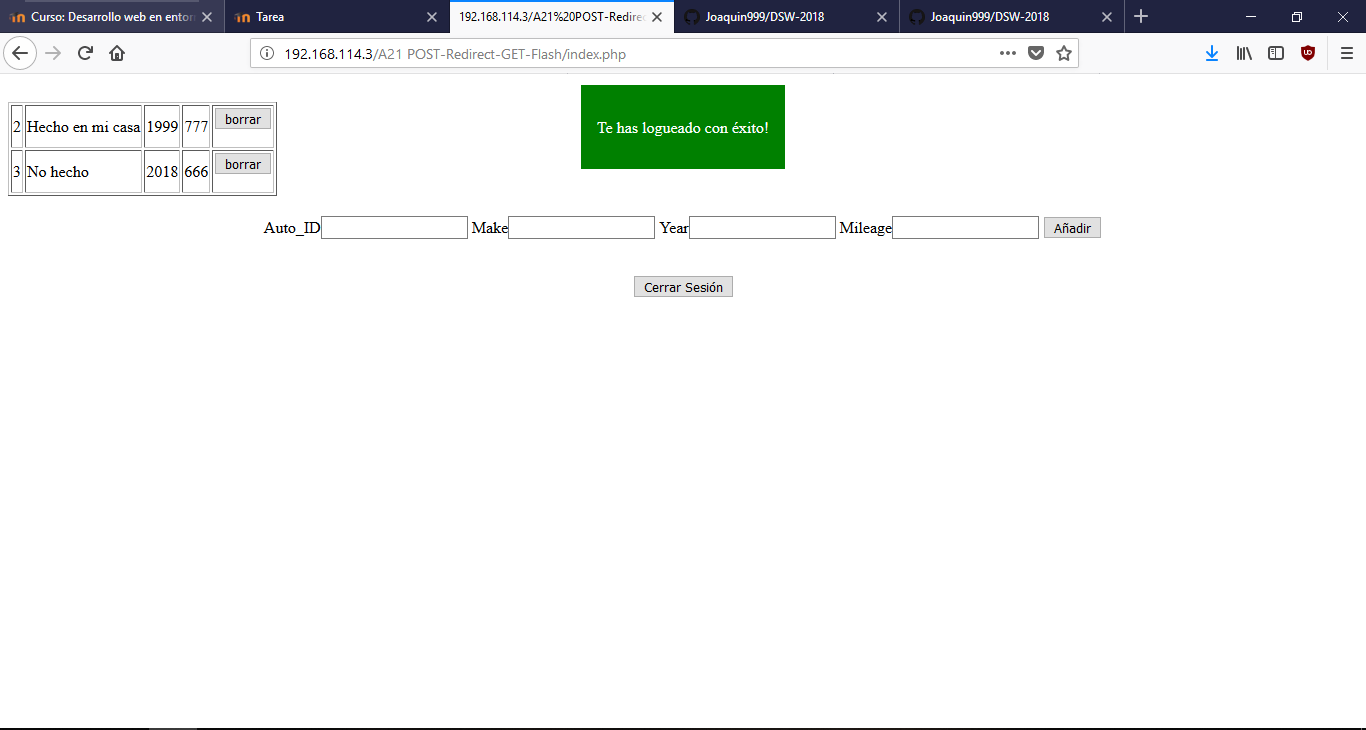 Curso: Desarrollo web en entorn
Tarea
192.168.114.3/A21%20POST-Redirec
Joaquin999/DSW-2018
Joaquin999/DSW-2018
192.168.114.3/A21 POST-Redirect-GET-Flash/index.php
Te has logueado con éxito!
2 Hecho en mi casa 1999 777 borrar
3 No hecho 2018 666 borrar
Auto_ID Make Year Mileage Añadir
Cerrar Sesión